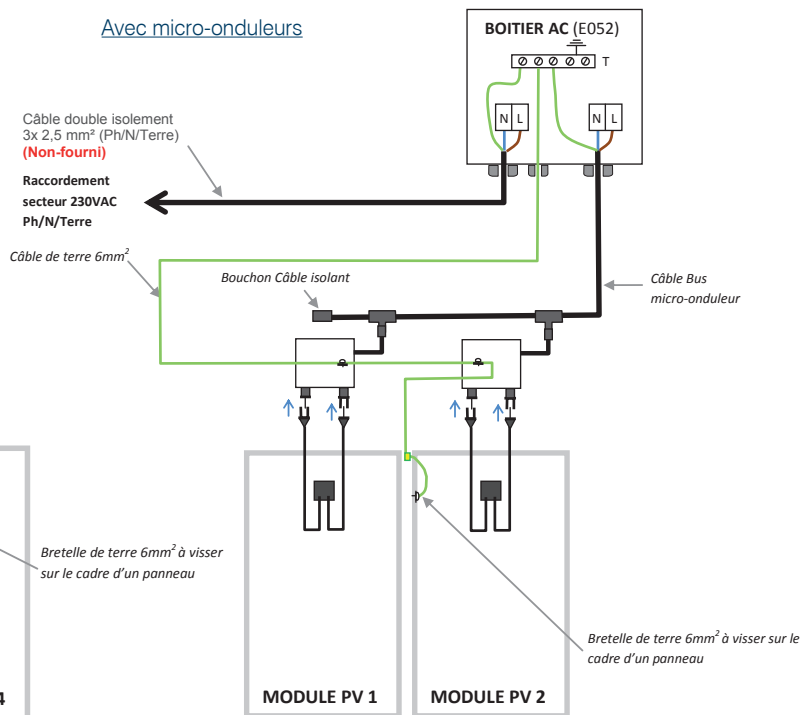 Avec micro-onduleurs
BOITIER AC (E052)
T
N L
N L
Câble double isolement
3x 2,5 mm² (Ph/N/Terre)
(Non-fourni)
Raccordement
secteur 230VAC
Ph/N/Terre
Câble de terre 6mm²
Bouchon Câble isolant
Câble Bus
micro-onduleur
Bretelle de terre 6mm² à visser
sur le cadre d'un panneau
Bretelle de terre 6mm² à visser sur le
cadre d'un panneau
4
MODULE PV 1
MODULE PV 2